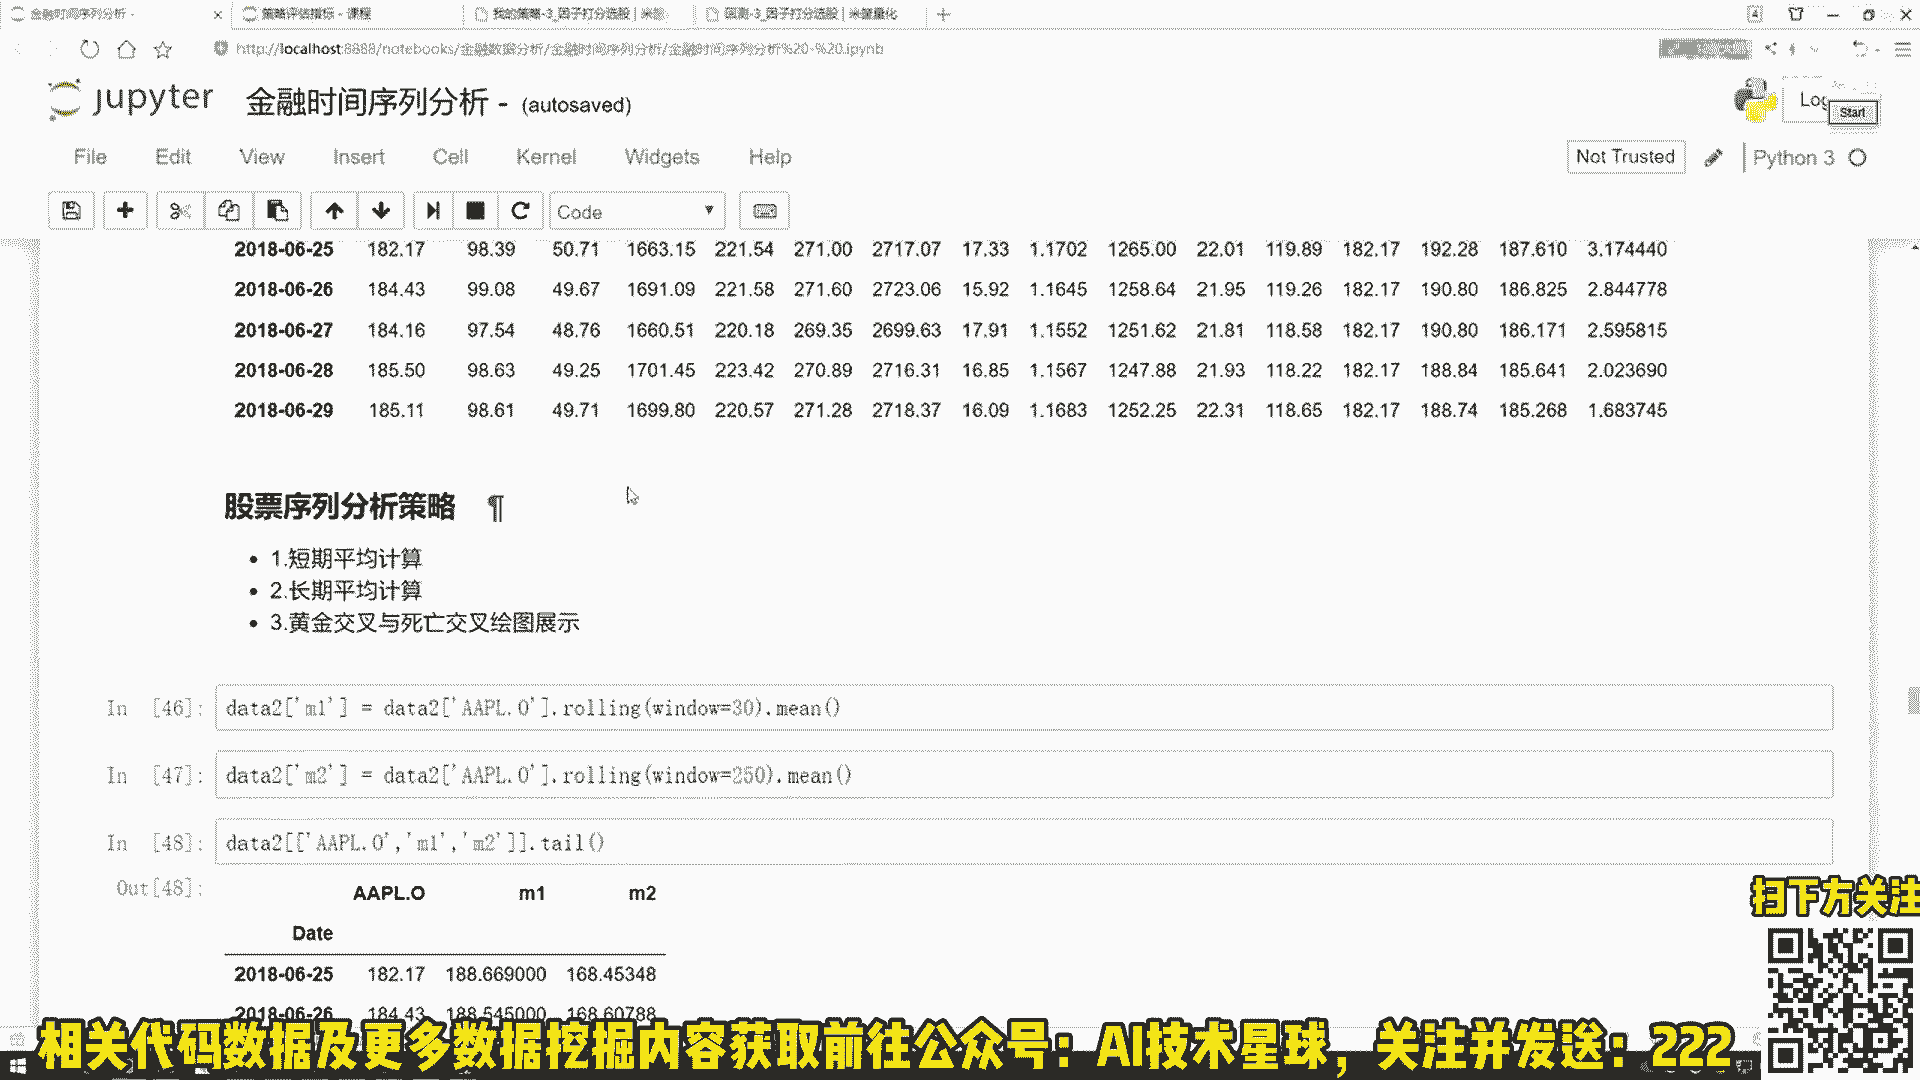 金融时间序列分析 -
策略评估指标 - 课程
我的策略-3_因子打分选股 | 米筐
回测-3_因子打分选股 | 米筐量化
4
http://localhost:8888/notebooks/金融数据分析/金融时间序列分析/金融时间序列分析%20-%20.ipynb
jupyter 金融时间序列分析 - (autosaved)
Start
File Edit View Insert Cell Kernel Widgets Help
Not Trusted
Python 3
Code
2018-06-25 182.17 98.39 50.71 1663.15 221.54 271.00 2717.07 17.33 1.1702 1265.00 22.01 119.89 182.17 192.28 187.610 3.174440
2018-06-26 184.43 99.08 49.67 1691.09 221.58 271.60 2723.06 15.92 1.1645 1258.64 21.95 119.26 182.17 190.80 186.825 2.844778
2018-06-27 184.16 97.54 48.76 1660.51 220.18 269.35 2699.63 17.91 1.1552 1251.62 21.81 118.58 182.17 190.80 186.171 2.595815
2018-06-28 185.50 98.63 49.25 1701.45 223.42 270.89 2716.31 16.85 1.1567 1247.88 21.93 118.22 182.17 188.84 185.641 2.023690
2018-06-29 185.11 98.61 49.71 1699.80 220.57 271.28 2718.37 16.09 1.1683 1252.25 22.31 118.65 182.17 188.74 185.268 1.683745
股票序列分析策略 ¶
• 1.短期平均计算
• 2.长期平均计算
• 3.黄金交叉与死亡交叉绘图展示
In [46]: data2['m1'] = data2['AAPL.O'].rolling(window=30).mean()
In [47]: data2['m2'] = data2['AAPL.O'].rolling(window=250).mean()
In [48]: data2[['AAPL.O','m1','m2']].tail()
Out[48]:
AAPL.O m1 m2
Date
2018-06-25 182.17 188.669000 168.45348
2018-06-26 184.43 188.545000 168.60788
扫下方关注
相关代码数据及更多数据挖掘内容获取前往公众号：AI技术星球，关注并发送：222